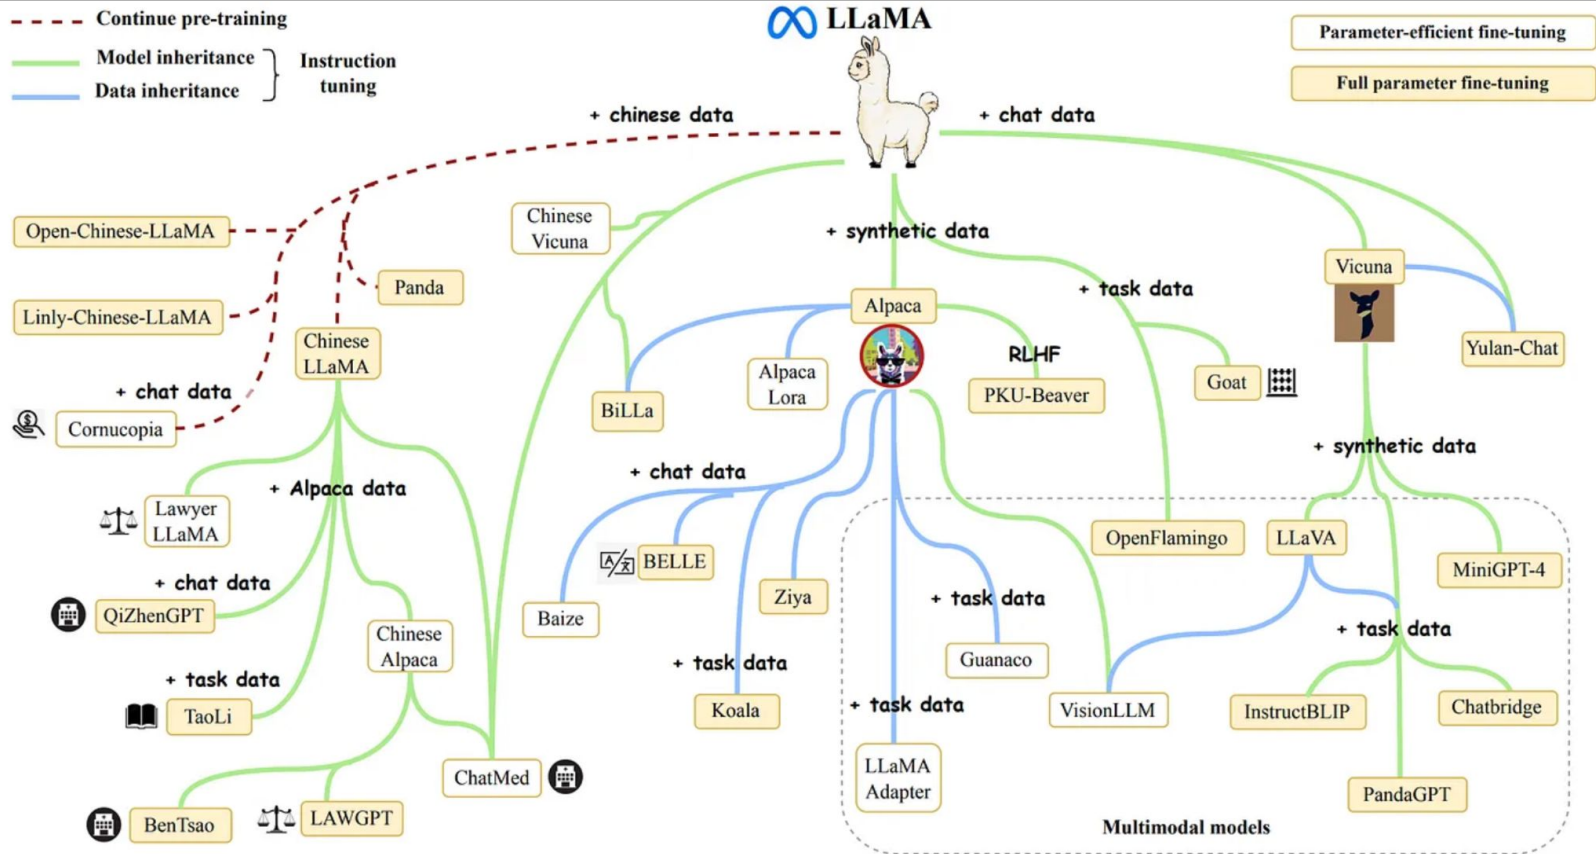 Continue pre-training
Model inheritance
Data inheritance
Instruction
tuning
LLaMA
Parameter-efficient fine-tuning
Full parameter fine-tuning
+ chinese data
+ chat data
Open-Chinese-LLaMA
Linly-Chinese-LLaMA
Panda
Chinese
LLaMA
+ chat data
Cornucopia
Chinese
Vicuna
+ synthetic data
Alpaca
+ task data
Vicuna
Yulan-Chat
RLHF
PKU-Beaver
Goat
BiLLa
Alpaca
Lora
+ synthetic data
+ chat data
+ Alpaca data
Lawyer
LLaMA
+ chat data
QiZhenGPT
Chinese
Alpaca
+ task data
TaoLi
BenTsao
LAWGPT
ChatMed
Baize
A
文
BELLE
Ziya
+ task data
Koala
+ task data
Guanaco
+ task data
LLaMA
Adapter
OpenFlamingo
LLaVA
MiniGPT-4
+ task data
VisionLLM
InstructBLIP
Chatbridge
PandaGPT
Multimodal models